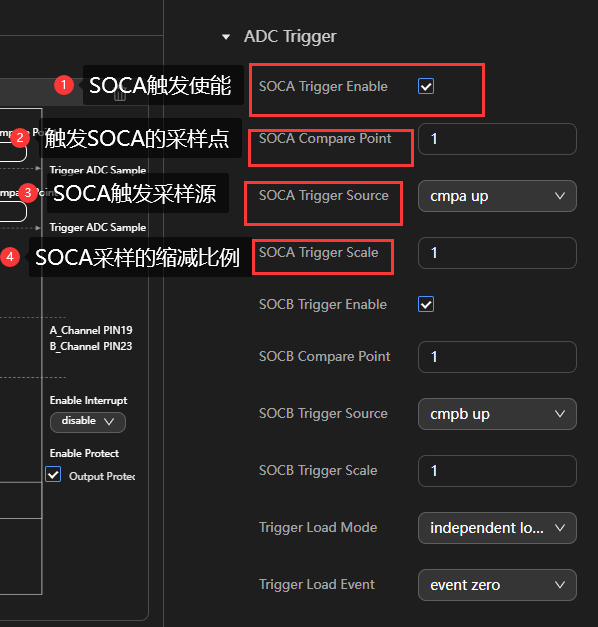 ADC Trigger
1 SOCA触发使能
SOCA Trigger Enable
2 触发SOCA的采样点
SOCA Compare Point
1
Trigger ADC Sample
3 SOCA触发采样源
SOCA Trigger Source
cmpa up
Trigger ADC Sample
4 SOCA采样的缩减比例
SOCA Trigger Scale
1
SOCB Trigger Enable
A_Channel PIN19
B_Channel PIN23
SOCB Compare Point
1
Enable Interrupt
disable
SOCB Trigger Source
cmpb up
Enable Protect
Output Protec
SOCB Trigger Scale
1
Trigger Load Mode
independent lo...
Trigger Load Event
event zero